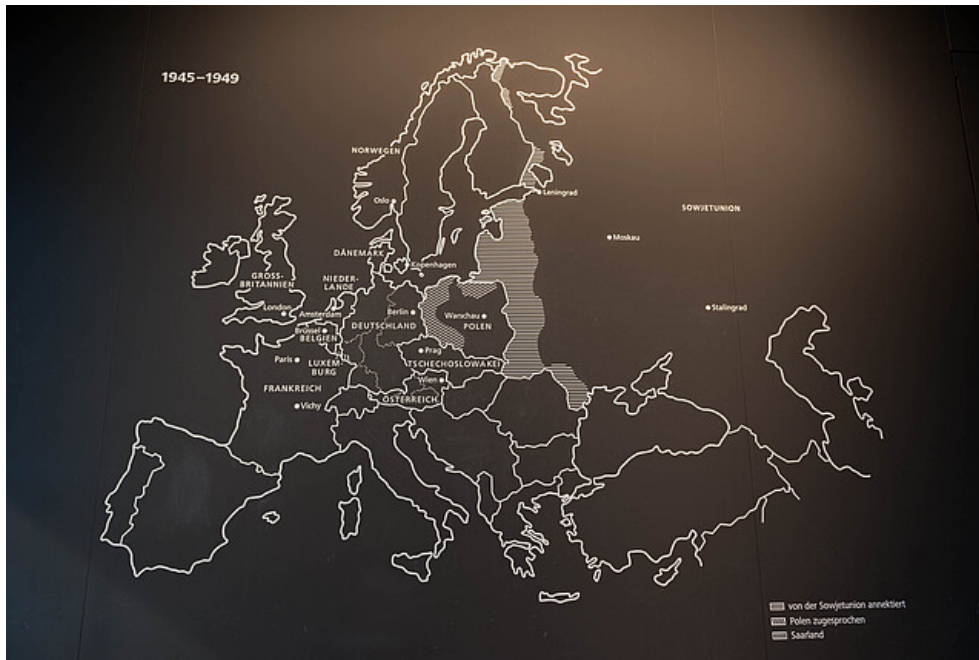 1945–1949
NORWEGEN
Oslo
Leningrad
SOWJETUNION
Moskau
DÄNEMARK
Kopenhagen
GROSS-
BRITANNIEN
NIEDER-
LANDE
London
Amsterdam
Berlin
Stalingrad
Warschau
POLEN
DEUTSCHLAND
Brüssel
BELGIEN
Prag
Paris
LUXEM-
BURG
TSCHECHOSLOWAKEI
Wien
FRANKREICH
ÖSTERREICH
Vichy
von der Sowjetunion annektiert
Polen zugesprochen
Saarland